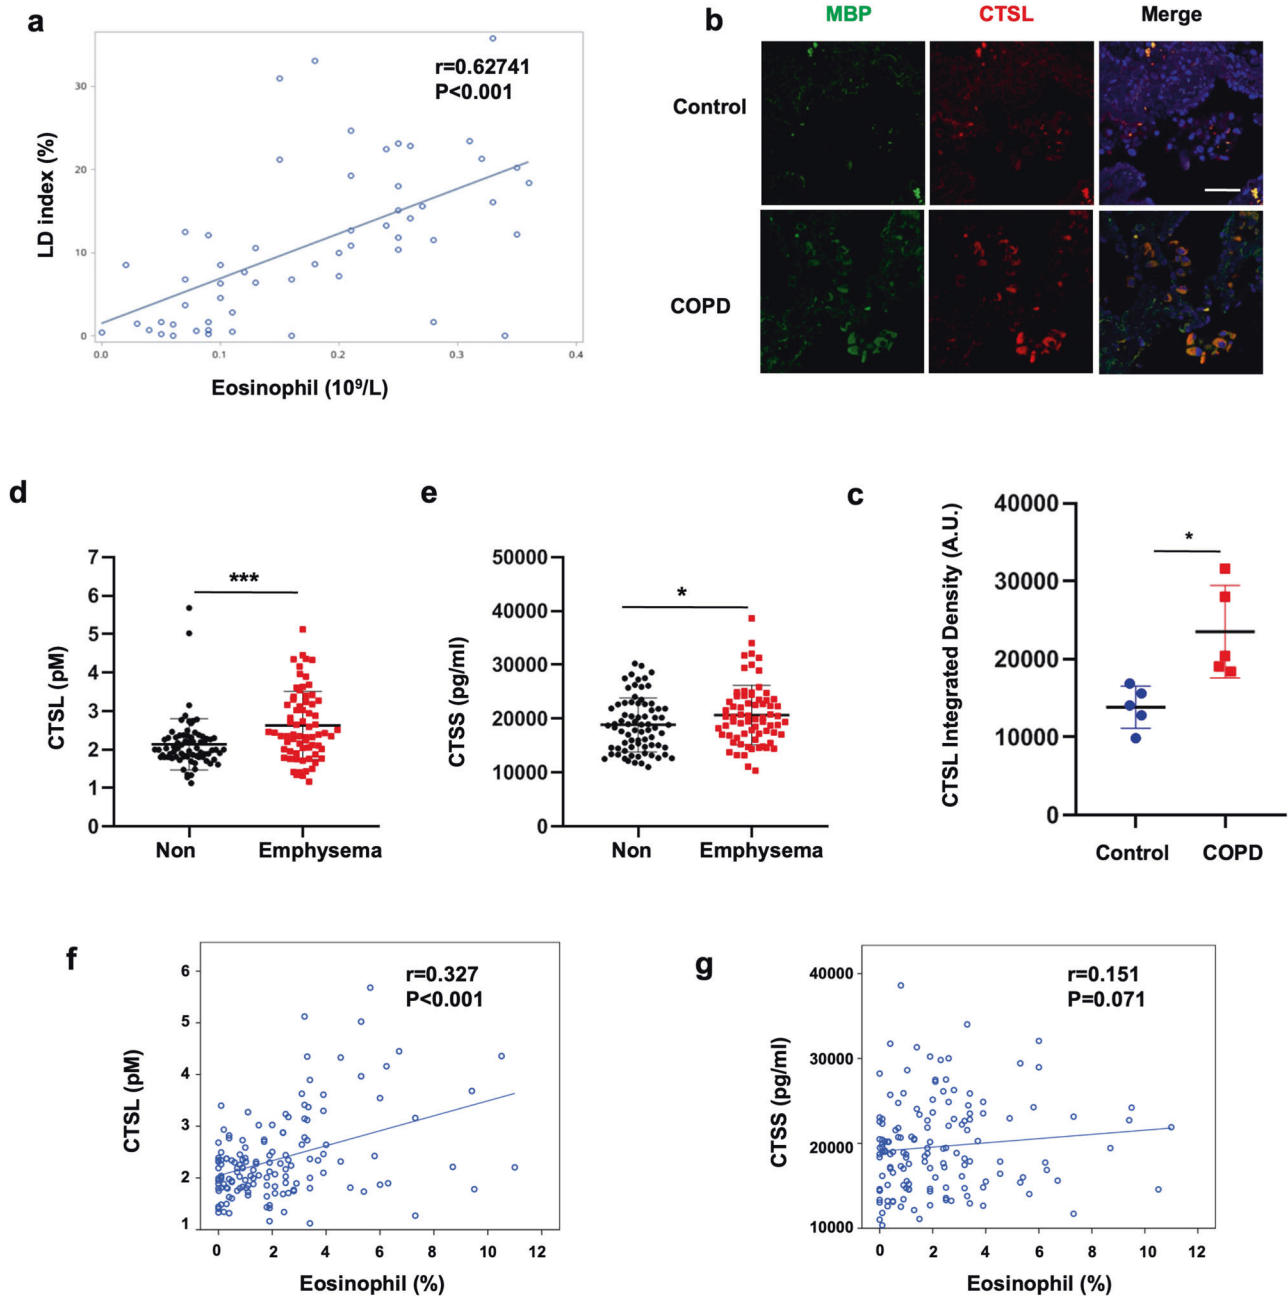 a
r=0.62741
P<0.001
LD index (%)
30
20
10
0
0.0 0.1 0.2 0.3 0.4
Eosinophil (10⁹/L)
b
MBP CTSL Merge
Control
COPD
d
CTSL (pM)
7
6
5
4
3
2
1
0
***
Non Emphysema
e
CTSS (pg/ml)
50000
40000
30000
20000
10000
0
*
Non Emphysema
c
CTSL Integrated Density (A.U.)
40000
30000
20000
10000
0
*
Control COPD
f
r=0.327
P<0.001
CTSL (pM)
6
5
4
3
2
1
0 2 4 6 8 10 12
Eosinophil (%)
g
r=0.151
P=0.071
CTSS (pg/ml)
40000
30000
20000
10000
0 2 4 6 8 10 12
Eosinophil (%)